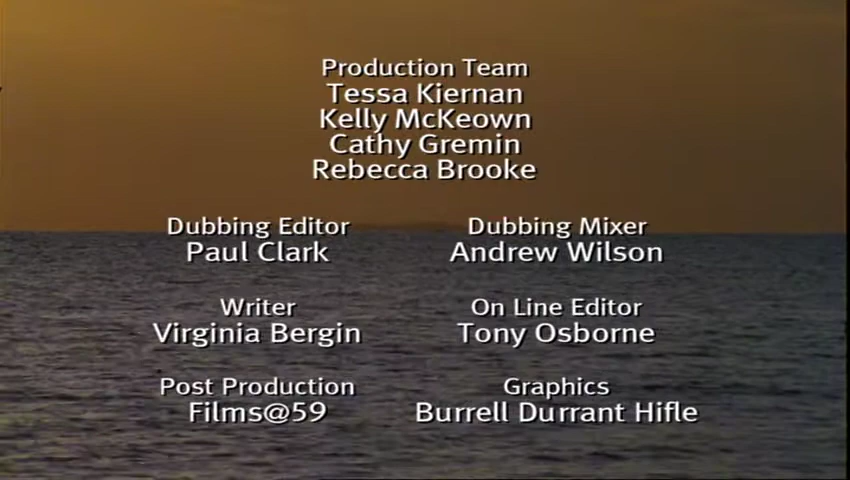 Production Team
Tessa Kiernan
Kelly McKeown
Cathy Gremin
Rebecca Brooke
Dubbing Editor
Paul Clark
Dubbing Mixer
Andrew Wilson
Writer
Virginia Bergin
On Line Editor
Tony Osborne
Post Production
Films@59
Graphics
Burrell Durrant Hifle